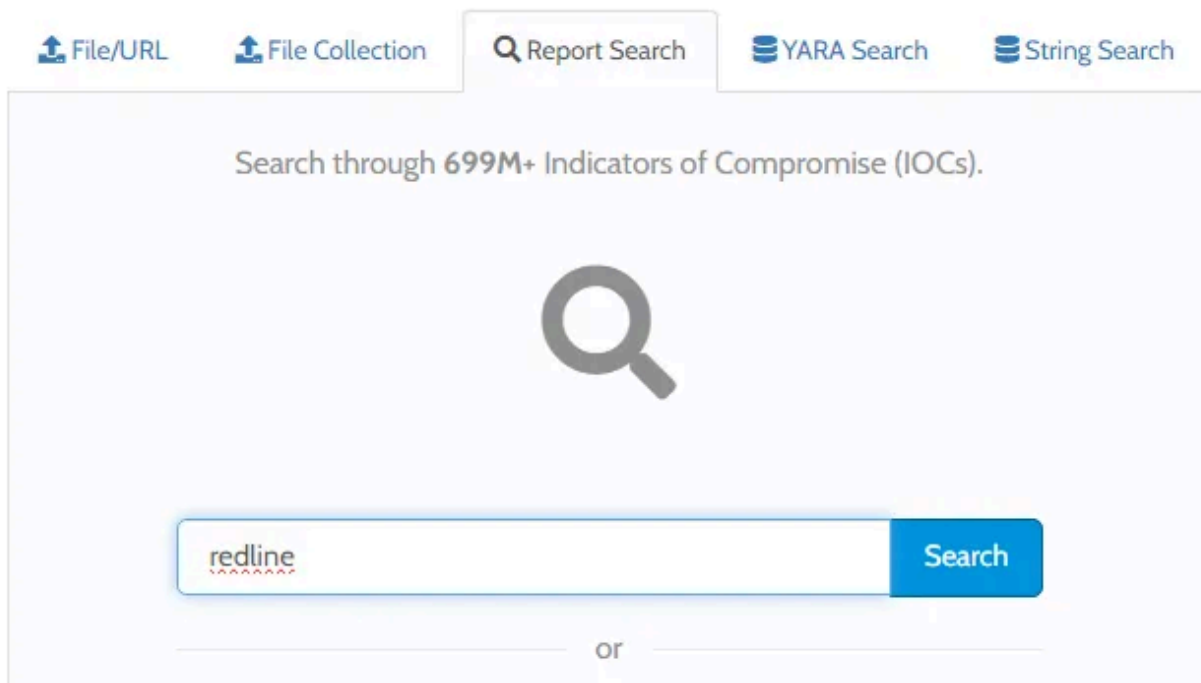 File/URL File Collection Report Search YARA Search String Search
Search through 699M+ Indicators of Compromise (IOCs).
redline Search
or